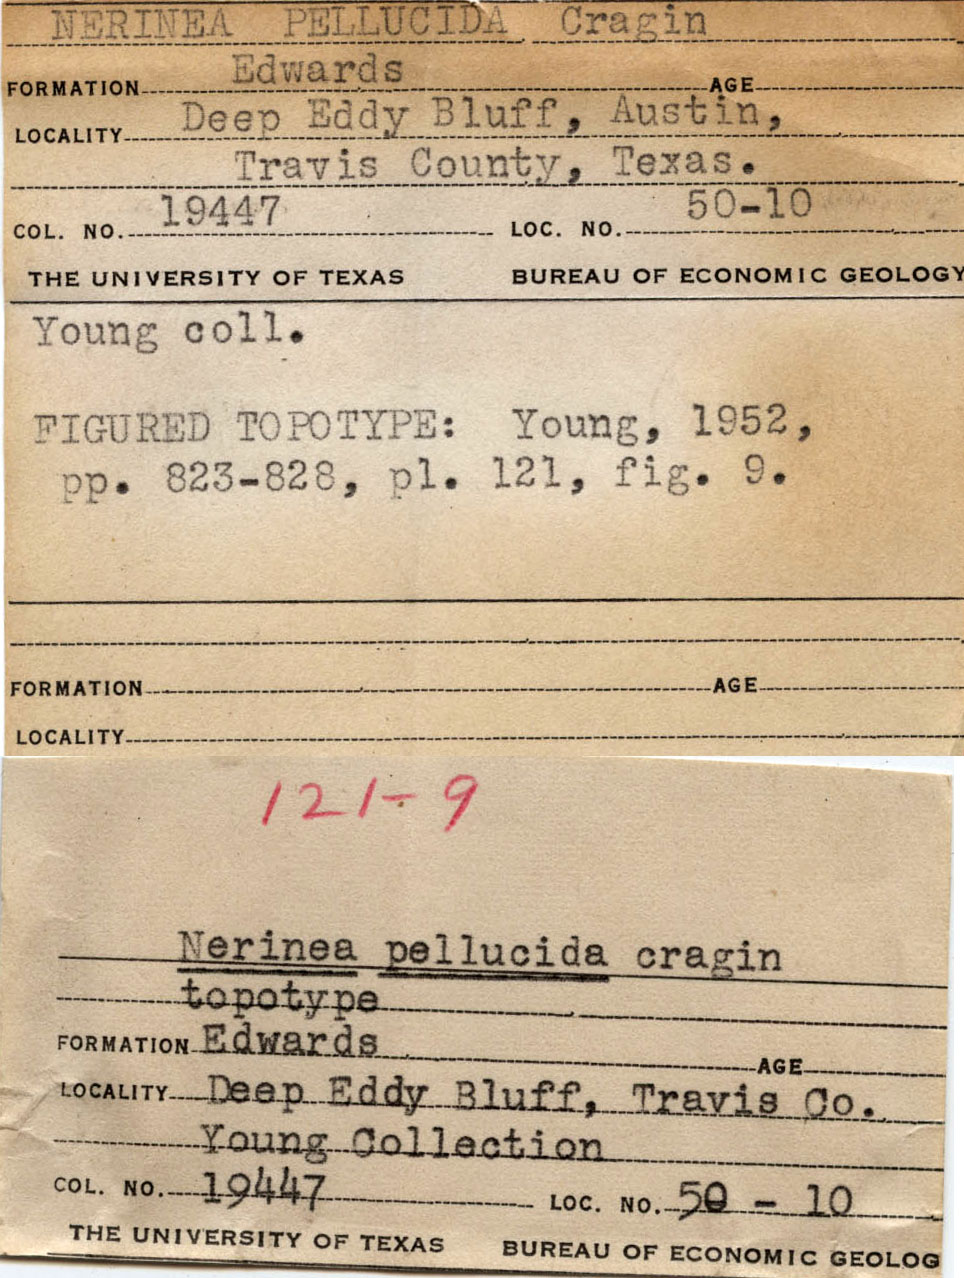 NERINEA PELLUCIDA Cragin
FORMATION Edwards AGE
LOCALITY Deep Eddy Bluff, Austin,
Travis County, Texas.
COL. NO. 19447 LOC. NO. 50-10
THE UNIVERSITY OF TEXAS BUREAU OF ECONOMIC GEOLOGY
Young coll.
FIGURED TOPOTYPE: Young, 1952,
pp. 823-828, pl. 121, fig. 9.
FORMATION AGE
LOCALITY
121-9
Nerinea pellucida cragin
topotype
FORMATION Edwards AGE
LOCALITY Deep Eddy Bluff, Travis Co.
Young Collection
COL. NO. 19447 LOC. NO. 50 - 10
THE UNIVERSITY OF TEXAS BUREAU OF ECONOMIC GEOLOG